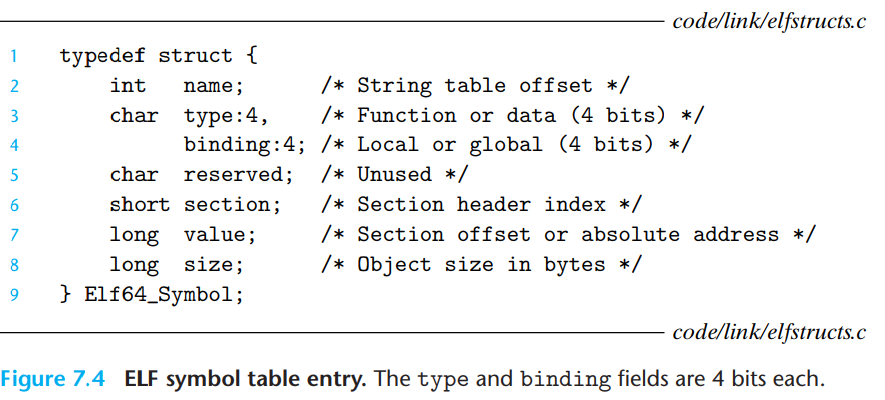 code/link/elfstructs.c
1 typedef struct {
2 int name; /* String table offset */
3 char type:4, /* Function or data (4 bits) */
4 binding:4; /* Local or global (4 bits) */
5 char reserved; /* Unused */
6 short section; /* Section header index */
7 long value; /* Section offset or absolute address */
8 long size; /* Object size in bytes */
9 } Elf64_Symbol;
code/link/elfstructs.c
Figure 7.4 ELF symbol table entry. The type and binding fields are 4 bits each.